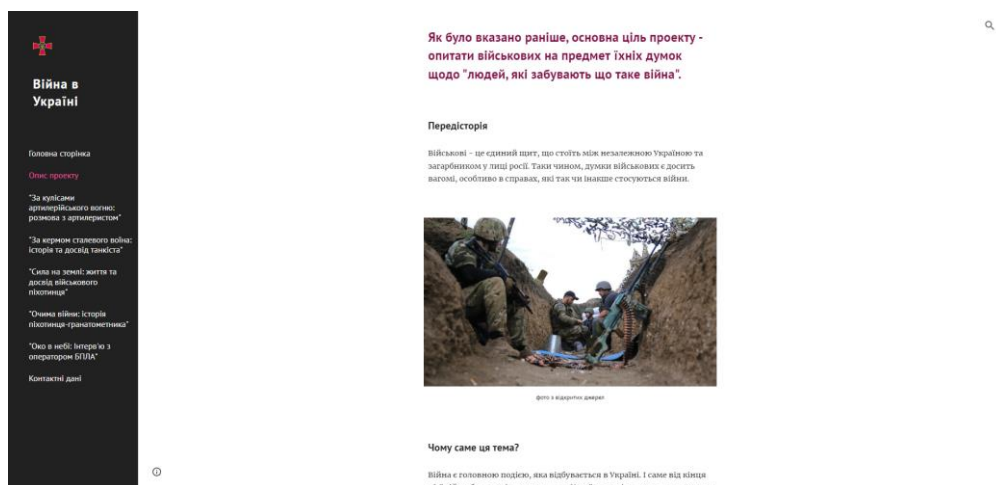 Війна в
Україні
Головна сторінка
Опис проекту
"За кулісами
артилерійського вогню:
розмова з артилеристом"
"За кермом сталевого воїна:
історія та досвід танкіста"
"Сила на землі: життя та
досвід військового
піхотинця"
"Очима війни: історія
піхотинця-гранатометника"
"Око в небі: Інтерв'ю з
оператором БПЛА"
Контактні дані
Як було вказано раніше, основна ціль проекту -
опитати військових на предмет їхніх думок
щодо "людей, які забувають що таке війна".
Передісторія
Військові – це єдиний щит, що стоїть між незалежною Україною та
загарбником у лиці росії. Таки чином, думки військових є досить
вагомі, особливо в справах, які так чи інакше стосуються війни.
фото з відкритих джерел
Чому саме ця тема?
Війна є головною подією, яка відбувається в Україні. І саме від кінця